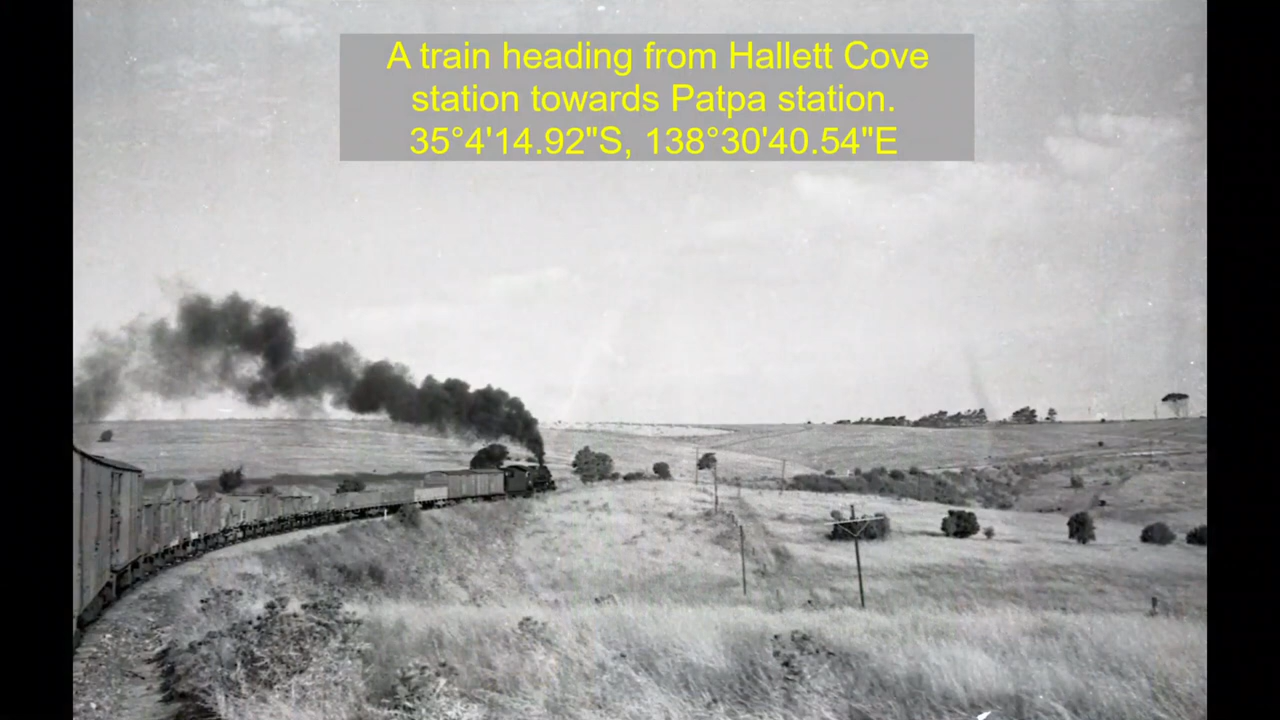 A train heading from Hallett Cove
station towards Patpa station.
35°4'14.92"S, 138°30'40.54"E